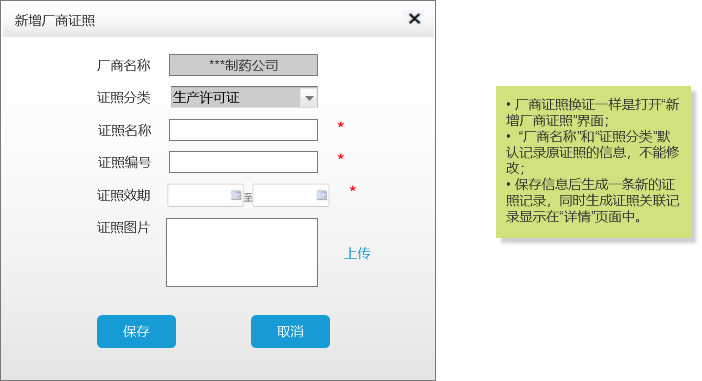 新增厂商证照
厂商名称 ***制药公司
证照分类 生产许可证
证照名称 *
证照编号 *
证照效期 至 *
证照图片
上传
保存 取消
• 厂商证照换证一样是打开“新
增厂商证照”界面；
• “厂商名称”和“证照分类”默
认记录原证照的信息，不能修
改；
• 保存信息后生成一条新的证
照记录，同时生成证照关联记
录显示在“详情”页面中。